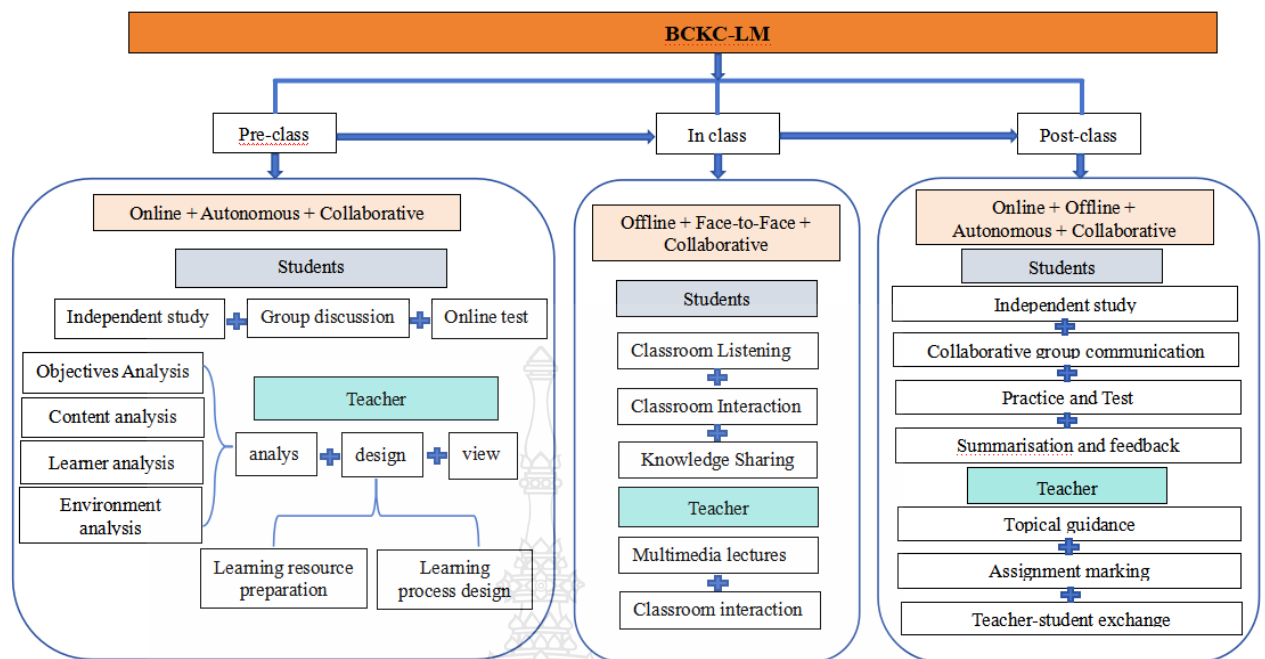 BCKC-LM
Pre-class
In class
Post-class
Online + Autonomous + Collaborative
Students
Independent study
Group discussion
Online test
Objectives Analysis
Content analysis
Learner analysis
Environment
analysis
Teacher
analys
design
view
Learning resource
preparation
Learning
process design
Offline + Face-to-Face +
Collaborative
Students
Classroom Listening
Classroom Interaction
Knowledge Sharing
Teacher
Multimedia lectures
Classroom interaction
Online + Offline +
Autonomous + Collaborative
Students
Independent study
Collaborative group communication
Practice and Test
Summarisation and feedback
Teacher
Topical guidance
Assignment marking
Teacher-student exchange